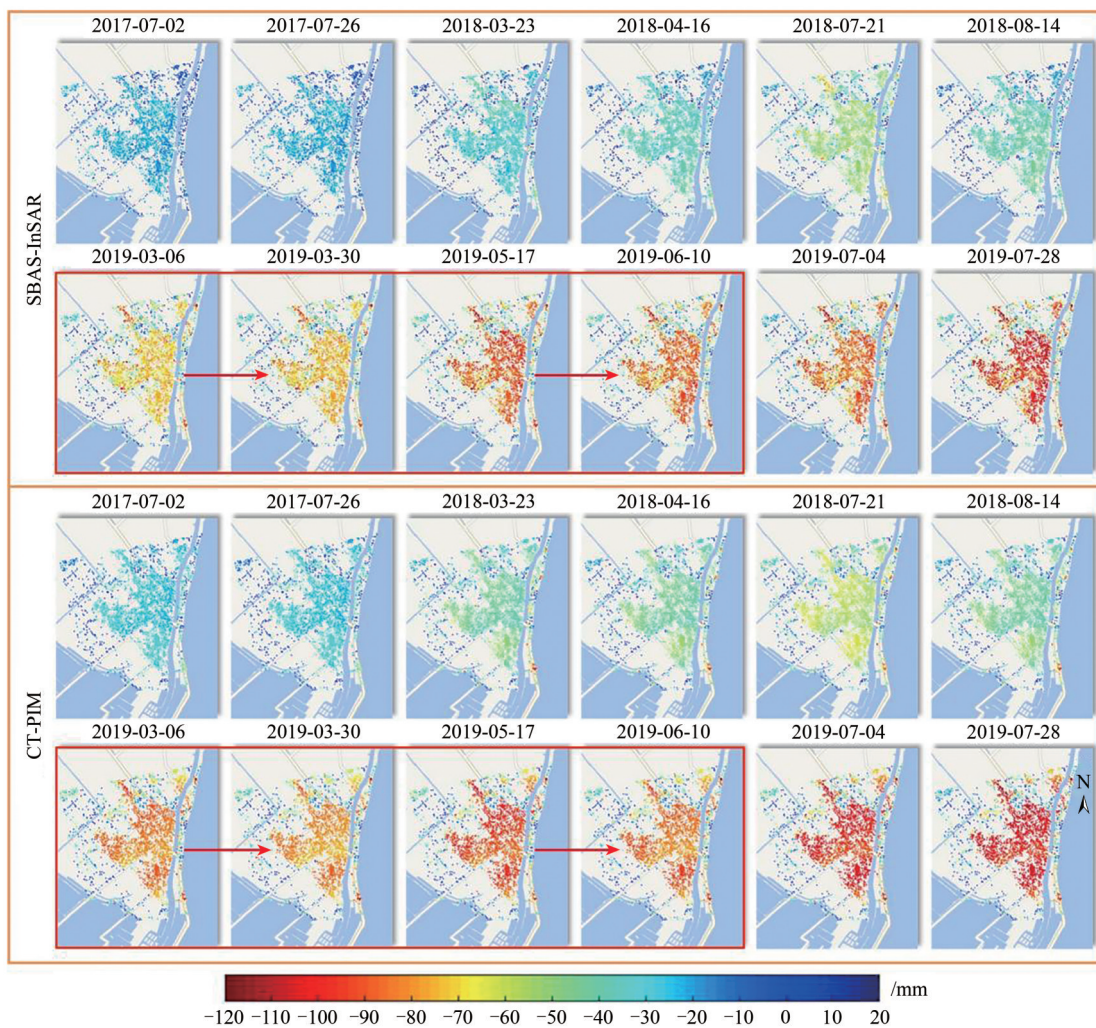 2017-07-02 2017-07-26 2018-03-23 2018-04-16 2018-07-21 2018-08-14
SBAS-InSAR
2019-03-06 2019-03-30 2019-05-17 2019-06-10 2019-07-04 2019-07-28
2017-07-02 2017-07-26 2018-03-23 2018-04-16 2018-07-21 2018-08-14
CT-PIM
2019-03-06 2019-03-30 2019-05-17 2019-06-10 2019-07-04 2019-07-28
N
/mm
−120 −110 −100 −90 −80 −70 −60 −50 −40 −30 −20 −10 0 10 20